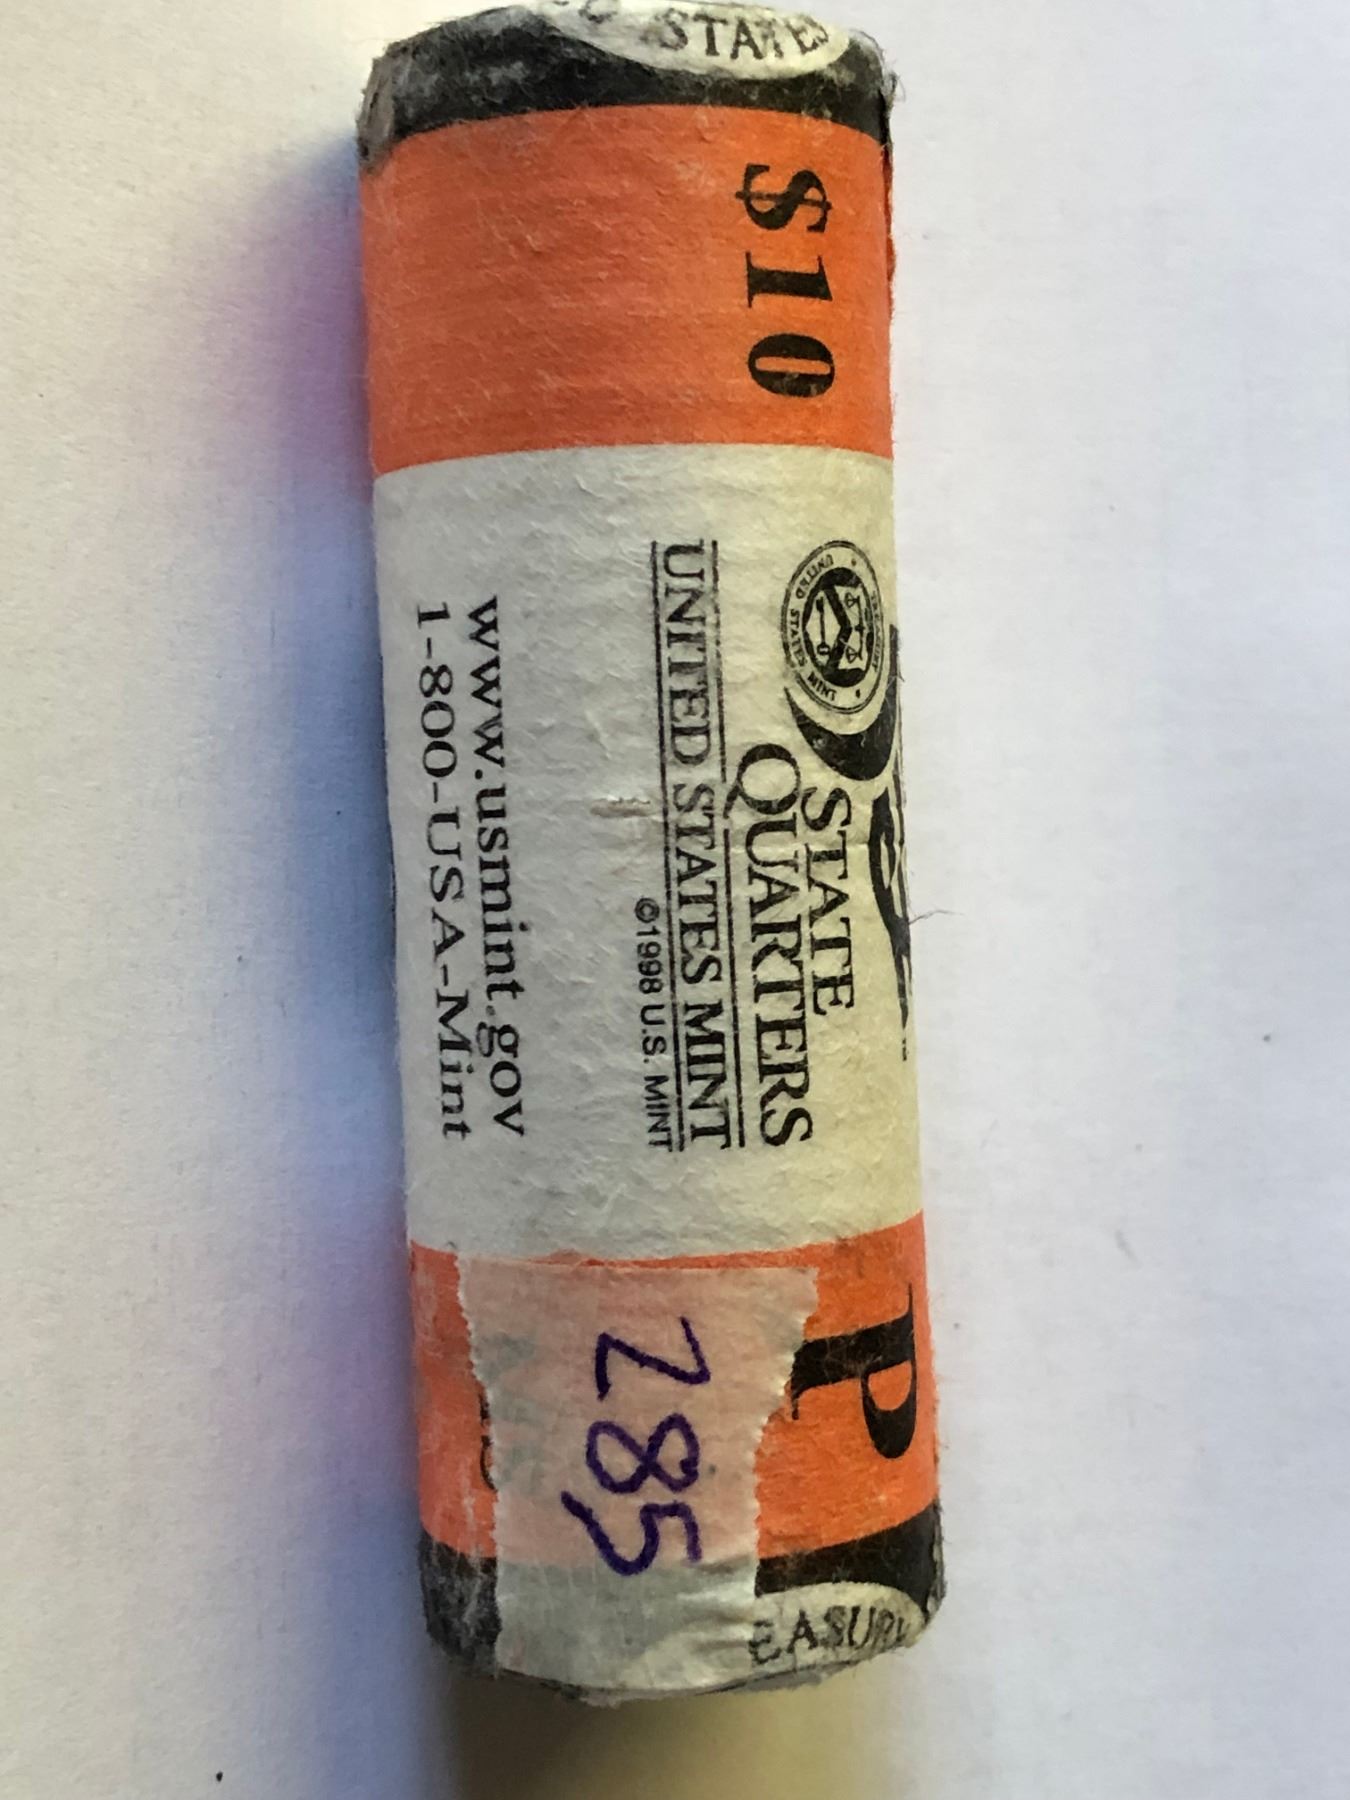 STATES
$10
STATE
QUARTERS
UNITED STATES MINT
©1998 U.S. MINT
www.usmint.gov
1-800-USA-Mint
P
285
EASURY